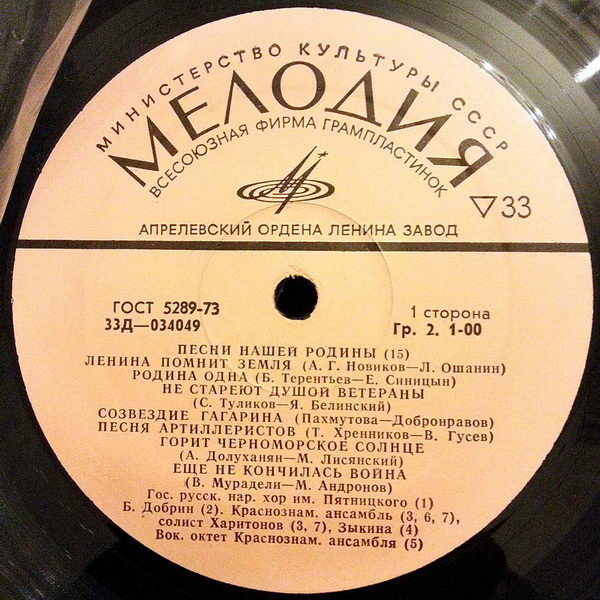 МИНИСТЕРСТВО КУЛЬТУРЫ СССР
МЕЛОДИЯ
ВСЕСОЮЗНАЯ ФИРМА ГРАМПЛАСТИНОК
▽33
АПРЕЛЕВСКИЙ ОРДЕНА ЛЕНИНА ЗАВОД
ГОСТ 5289-73
33Д—034049
1 сторона
Гр. 2. 1-00
ПЕСНИ НАШЕЙ РОДИНЫ (15)
ЛЕНИНА ПОМНИТ ЗЕМЛЯ (А. Г. Новиков—Л. Ошанин)
РОДИНА ОДНА (Б. Терентьев—Е. Синицын)
НЕ СТАРЕЮТ ДУШОЙ ВЕТЕРАНЫ
(С. Туликов—Я. Белинский)
СОЗВЕЗДИЕ ГАГАРИНА (Пахмутова—Добронравов)
ПЕСНЯ АРТИЛЛЕРИСТОВ (Т. Хренников—В. Гусев)
ГОРИТ ЧЕРНОМОРСКОЕ СОЛНЦЕ
(А. Долуханян—М. Лисянский)
ЕЩЕ НЕ КОНЧИЛАСЬ ВОЙНА
(В. Мурадели—М. Андронов)
Гос. русск. нар. хор им. Пятницкого (1)
Б. Добрин (2). Краснознам. ансамбль (3, 6, 7),
солист Харитонов (3, 7), Зыкина (4)
Вок. октет Краснознам. ансамбля (5)